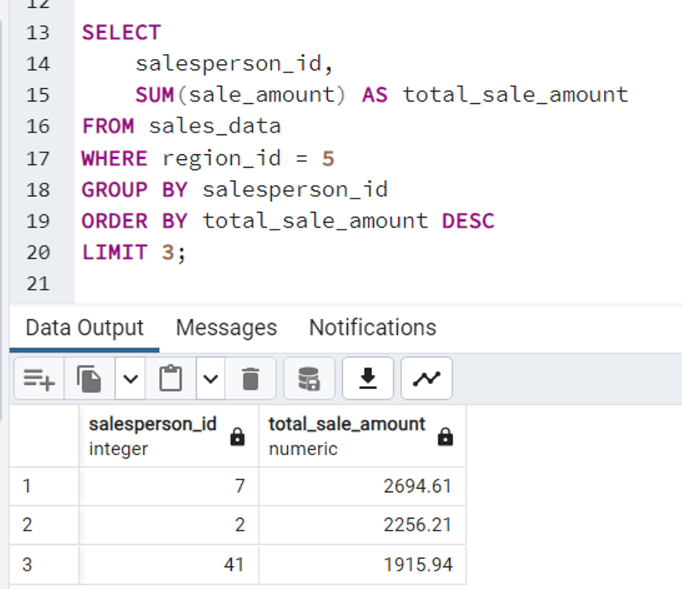 12
13 SELECT
14 salesperson_id,
15 SUM(sale_amount) AS total_sale_amount
16 FROM sales_data
17 WHERE region_id = 5
18 GROUP BY salesperson_id
19 ORDER BY total_sale_amount DESC
20 LIMIT 3;
21
Data Output Messages Notifications
salesperson_id total_sale_amount
integer numeric
1 7 2694.61
2 2 2256.21
3 41 1915.94